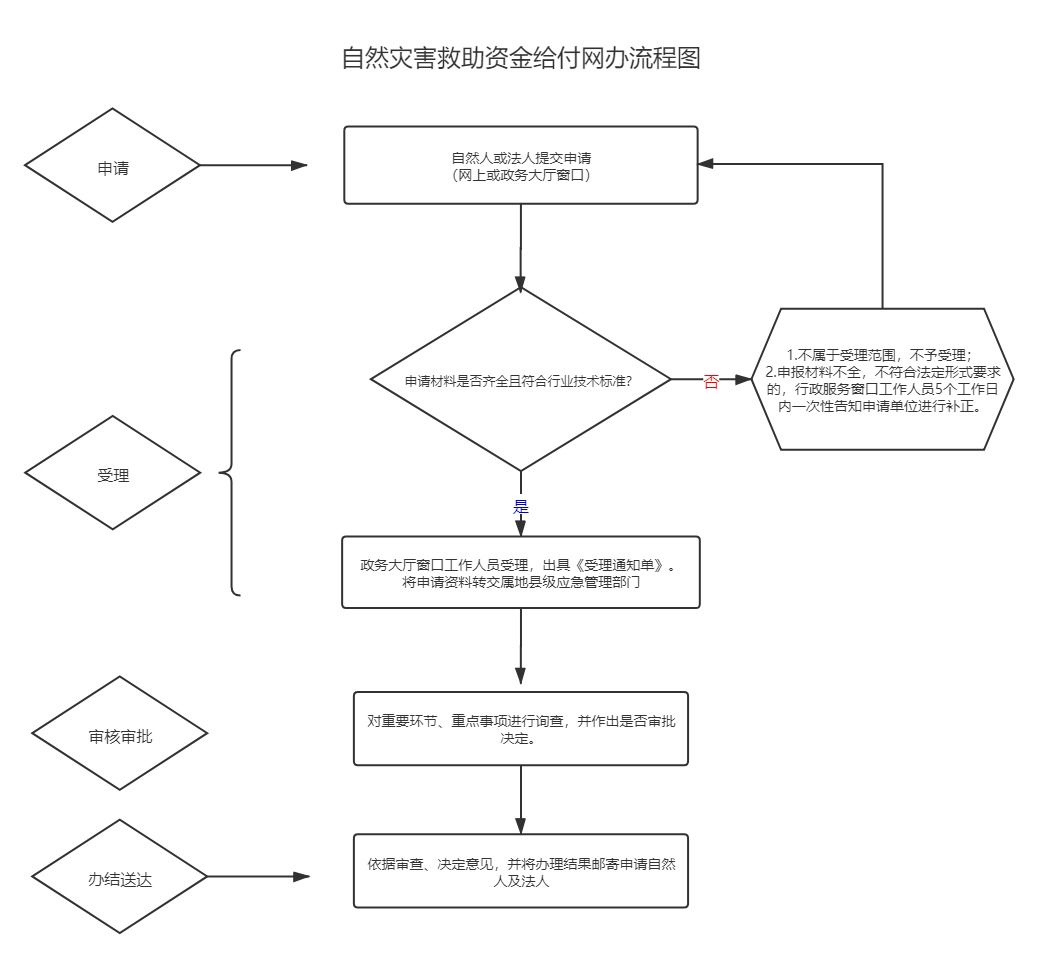 自然灾害救助资金给付网办流程图
申请
自然人或法人提交申请
（网上或政务大厅窗口）
申请材料是否齐全且符合行业技术标准？
否
1.不属于受理范围，不予受理；
2.申报材料不全，不符合法定形式要求
的，行政服务窗口工作人员5个工作日
内一次性告知申请单位进行补正。
受理
是
政务大厅窗口工作人员受理，出具《受理通知单》。
将申请资料转交属地县级应急管理部门
审核审批
对重要环节、重点事项进行询查，并作出是否审批
决定。
办结送达
依据审查、决定意见，并将办理结果邮寄申请自然
人及法人